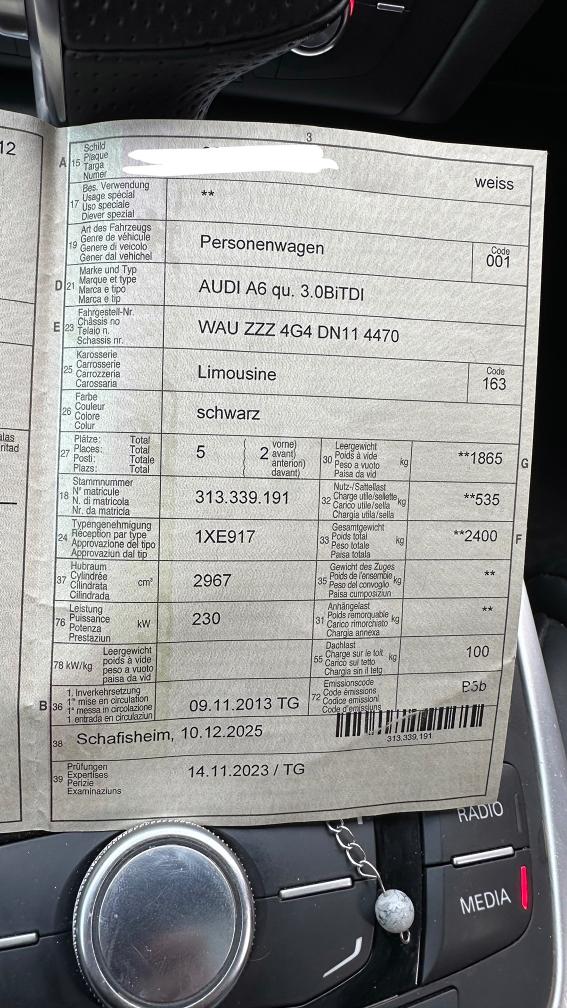 12
3
A 15 Schild
Plaque
Targa
Numer
weiss
17 Bes. Verwendung
Usage spécial
Uso speciale
Diever spezial
**
19 Art des Fahrzeugs
Genre de véhicule
Genere di veicolo
Gener dal vehichel
Personenwagen
Code
001
D 21 Marke und Typ
Marque et type
Marca e tipo
Marca e tip
AUDI A6 qu. 3.0BiTDI
E 23 Fahrgestell-Nr.
Châssis no
Telaio n.
Schassis nr.
WAU ZZZ 4G4 DN11 4470
25 Karosserie
Carrosserie
Carrozzeria
Carossaria
Limousine
Code
163
26 Farbe
Couleur
Colore
Colur
schwarz
27 Plätze: Total
Places: Total
Posti: Totale
Plazs: Total
5 ( 2 vorne)
avant)
anteriori)
davant)
30 Leergewicht
Poids à vide
Peso a vuoto
Paisa da vid
kg
**1865
G
18 Stammnummer
N° matricule
N. di matricola
Nr. da matricla
313.339.191
32 Nutz-/Sattellast
Charge utile/sellette
Carico utile/sella
Chargia utila/sella
kg
**535
24 Typengenehmigung
Réception par type
Approvazione del tipo
Approvaziun dal tip
1XE917
33 Gesamtgewicht
Poids total
Peso totale
Paisa totala
kg
**2400
F
37 Hubraum
Cylindrée
Cilindrata
Cilindrada
cm³
2967
35 Gewicht des Zuges
Poids de l'ensemble
Peso del convoglio
Paisa cumposiziun
kg
**
76 Leistung
Puissance
Potenza
Prestaziun
kW
230
31 Anhängelast
Poids remorquable
Carico rimorchiato
Chargia annexa
kg
**
78 kW/kg
Leergewicht
poids à vide
peso a vuoto
paisa da vid
55 Dachlast
Charge sur le toit
Carico sul tetto
Chargia sin il tetg
kg
100
B 36 1. Inverkehrsetzung
1re mise en circulation
1a messa in circolazione
1 entrada en circulaziun
09.11.2013 TG
72 Emissionscode
Code émissions
Codice emissioni
Code d'emissiuns
B5b
38 Schafisheim, 10.12.2025
313.339.191
39 Prüfungen
Expertises
Perizie
Examinaziuns
14.11.2023 / TG
RADIO
MEDIA